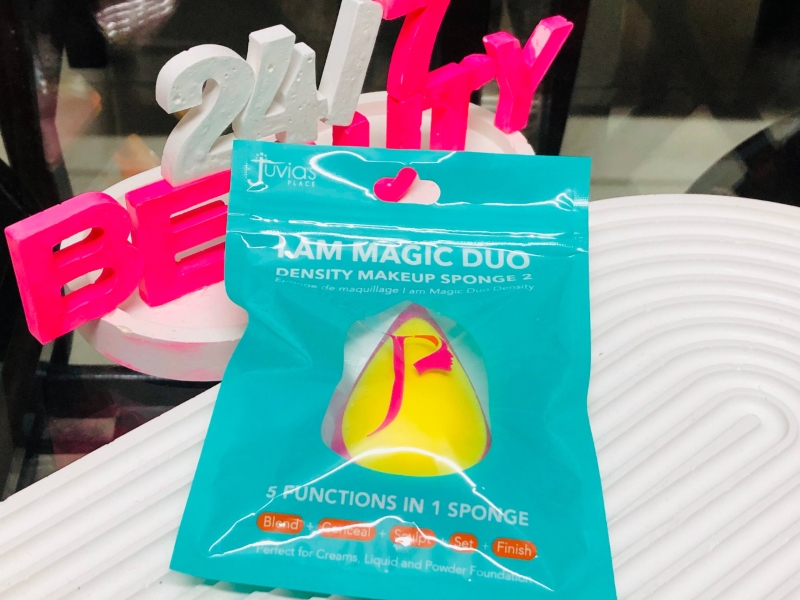 24/7
BEAUTY
Juvia's
PLACE
I AM MAGIC DUO
DENSITY MAKEUP SPONGE 2
Éponge de maquillage I am Magic Duo Density
5 FUNCTIONS IN 1 SPONGE
Blend + Conceal + Sculpt + Set + Finish
Perfect for Creams, Liquid and Powder Foundation